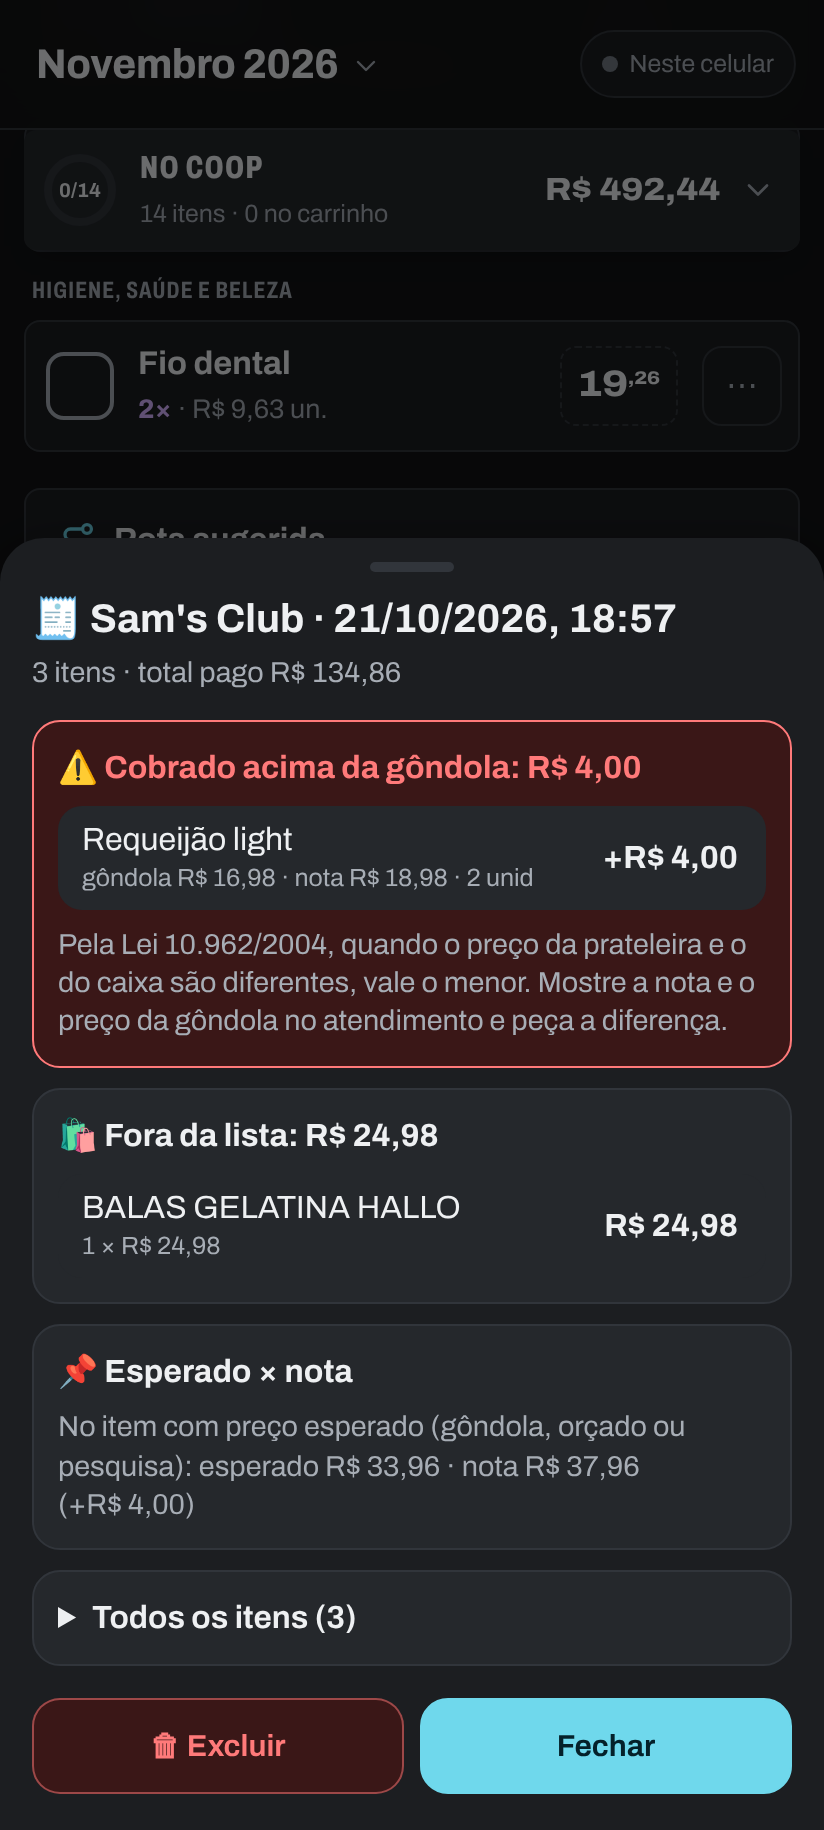 Novembro 2026
Neste celular
0/14
NO COOP
14 itens · 0 no carrinho
R$ 492,44
HIGIENE, SAÚDE E BELEZA
Fio dental
2× · R$ 9,63 un.
19,26
···
Rota sugerida
🧾 Sam's Club · 21/10/2026, 18:57
3 itens · total pago R$ 134,86
⚠️ Cobrado acima da gôndola: R$ 4,00
Requeijão light
gôndola R$ 16,98 · nota R$ 18,98 · 2 unid
+R$ 4,00
Pela Lei 10.962/2004, quando o preço da prateleira e o
do caixa são diferentes, vale o menor. Mostre a nota e o
preço da gôndola no atendimento e peça a diferença.
🛍️ Fora da lista: R$ 24,98
BALAS GELATINA HALLO
1 × R$ 24,98
R$ 24,98
📌 Esperado × nota
No item com preço esperado (gôndola, orçado ou
pesquisa): esperado R$ 33,96 · nota R$ 37,96
(+R$ 4,00)
▶ Todos os itens (3)
🗑 Excluir
Fechar